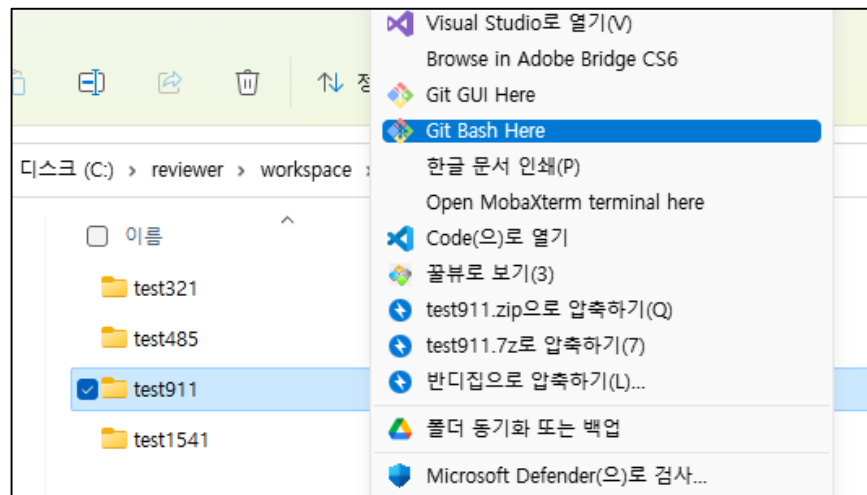 정
디스크 (C:) > reviewer > workspace >
이름
test321
test485
test911
test1541
Visual Studio로 열기(V)
Browse in Adobe Bridge CS6
Git GUI Here
Git Bash Here
한글 문서 인쇄(P)
Open MobaXterm terminal here
Code(으)로 열기
꿀뷰로 보기(3)
test911.zip으로 압축하기(Q)
test911.7z로 압축하기(7)
반디집으로 압축하기(L)...
폴더 동기화 또는 백업
Microsoft Defender(으)로 검사...